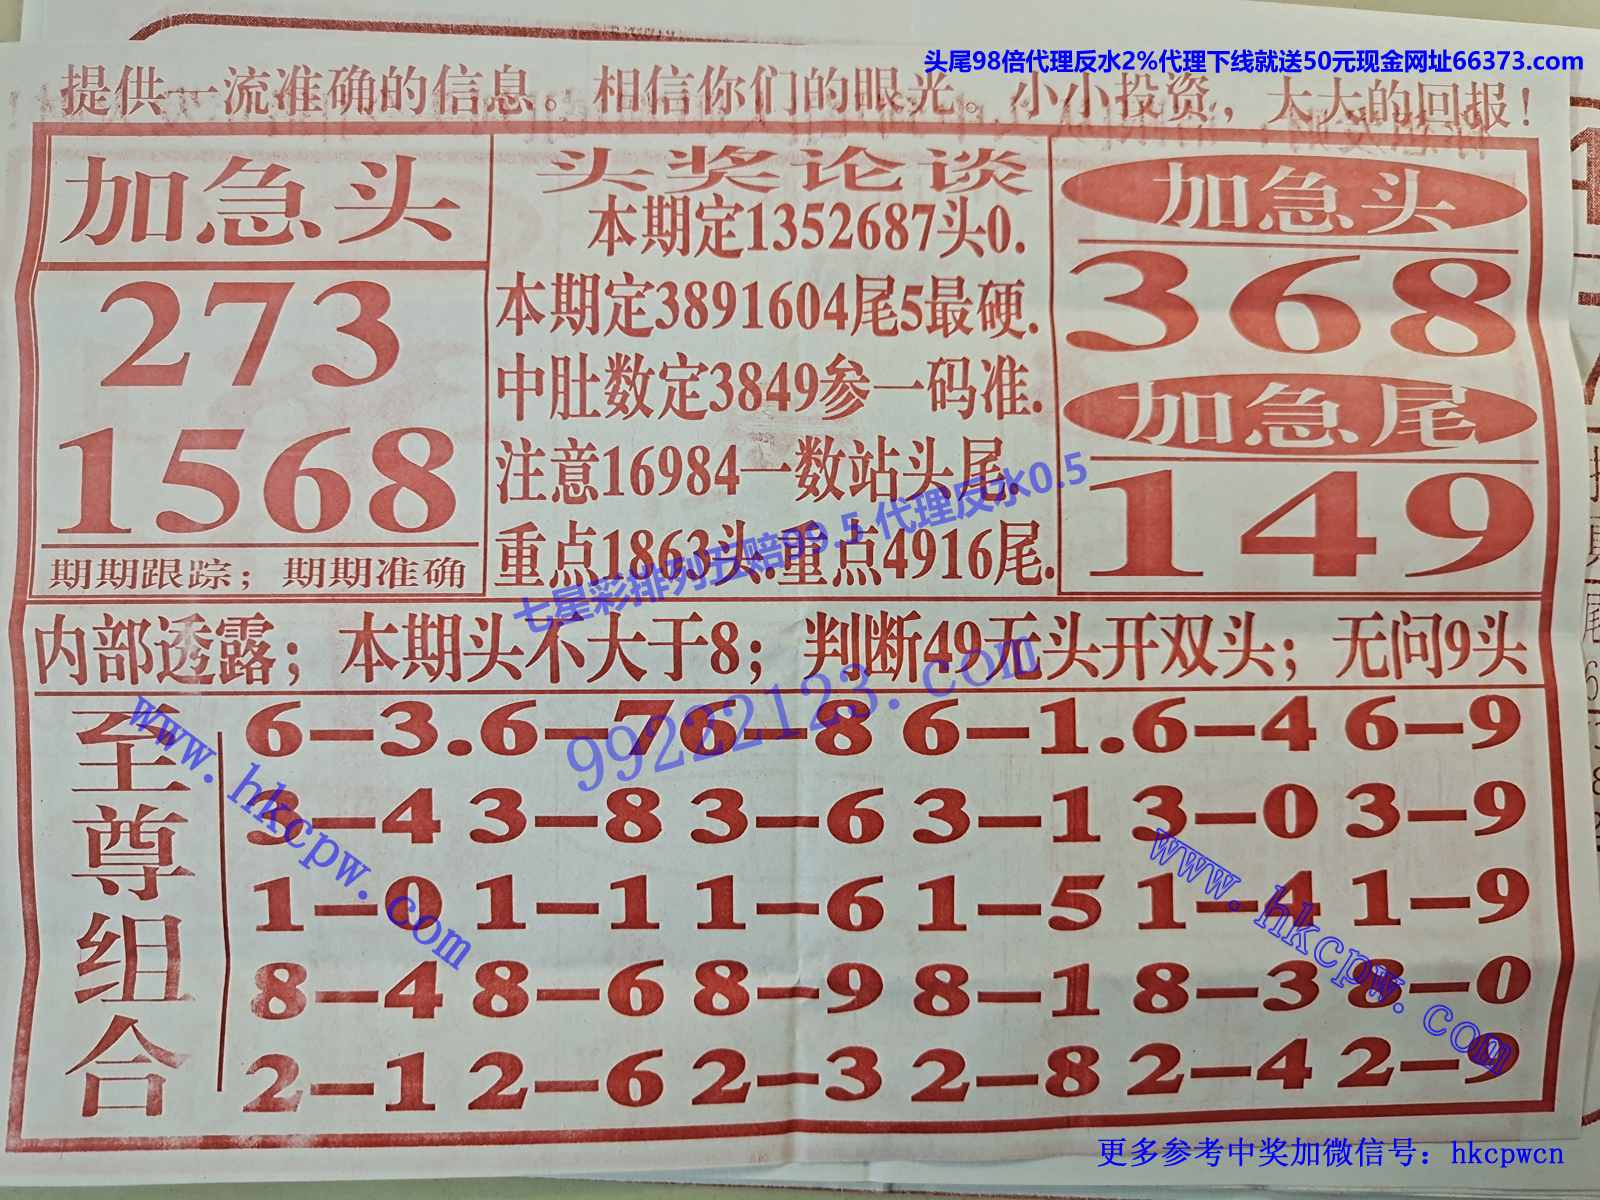 头尾98倍代理反水2%代理下线就送50元现金网址66373.com
提供一流准确的信息。相信你们的眼光。小小投资，大大的回报！
加急头
273
1568
期期跟踪；期期准确
头奖论谈
本期定1352687头0.
本期定3891604尾5最硬.
中肚数定3849参一码准.
注意16984一数站头尾.
重点1863头.重点4916尾.
加急头
368
加急尾
149
七星彩排列五赔99.5 代理反水0.5
99222123.com
内部透露；本期头不大于8；判断49无头开双头；无问9头
至尊组合
6—3.6—7 6—8 6—1.6—4 6—9
3—4 3—8 3—6 3—1 3—0 3—9
1—0 1—1 1—6 1—5 1—4 1—9
8—4 8—6 8—9 8—1 8—3 8—0
2—1 2—6 2—3 2—8 2—4 2—9
www.hkcpw.com
www.hkcpw.com
更多参考中奖加微信号：hkcpwcn